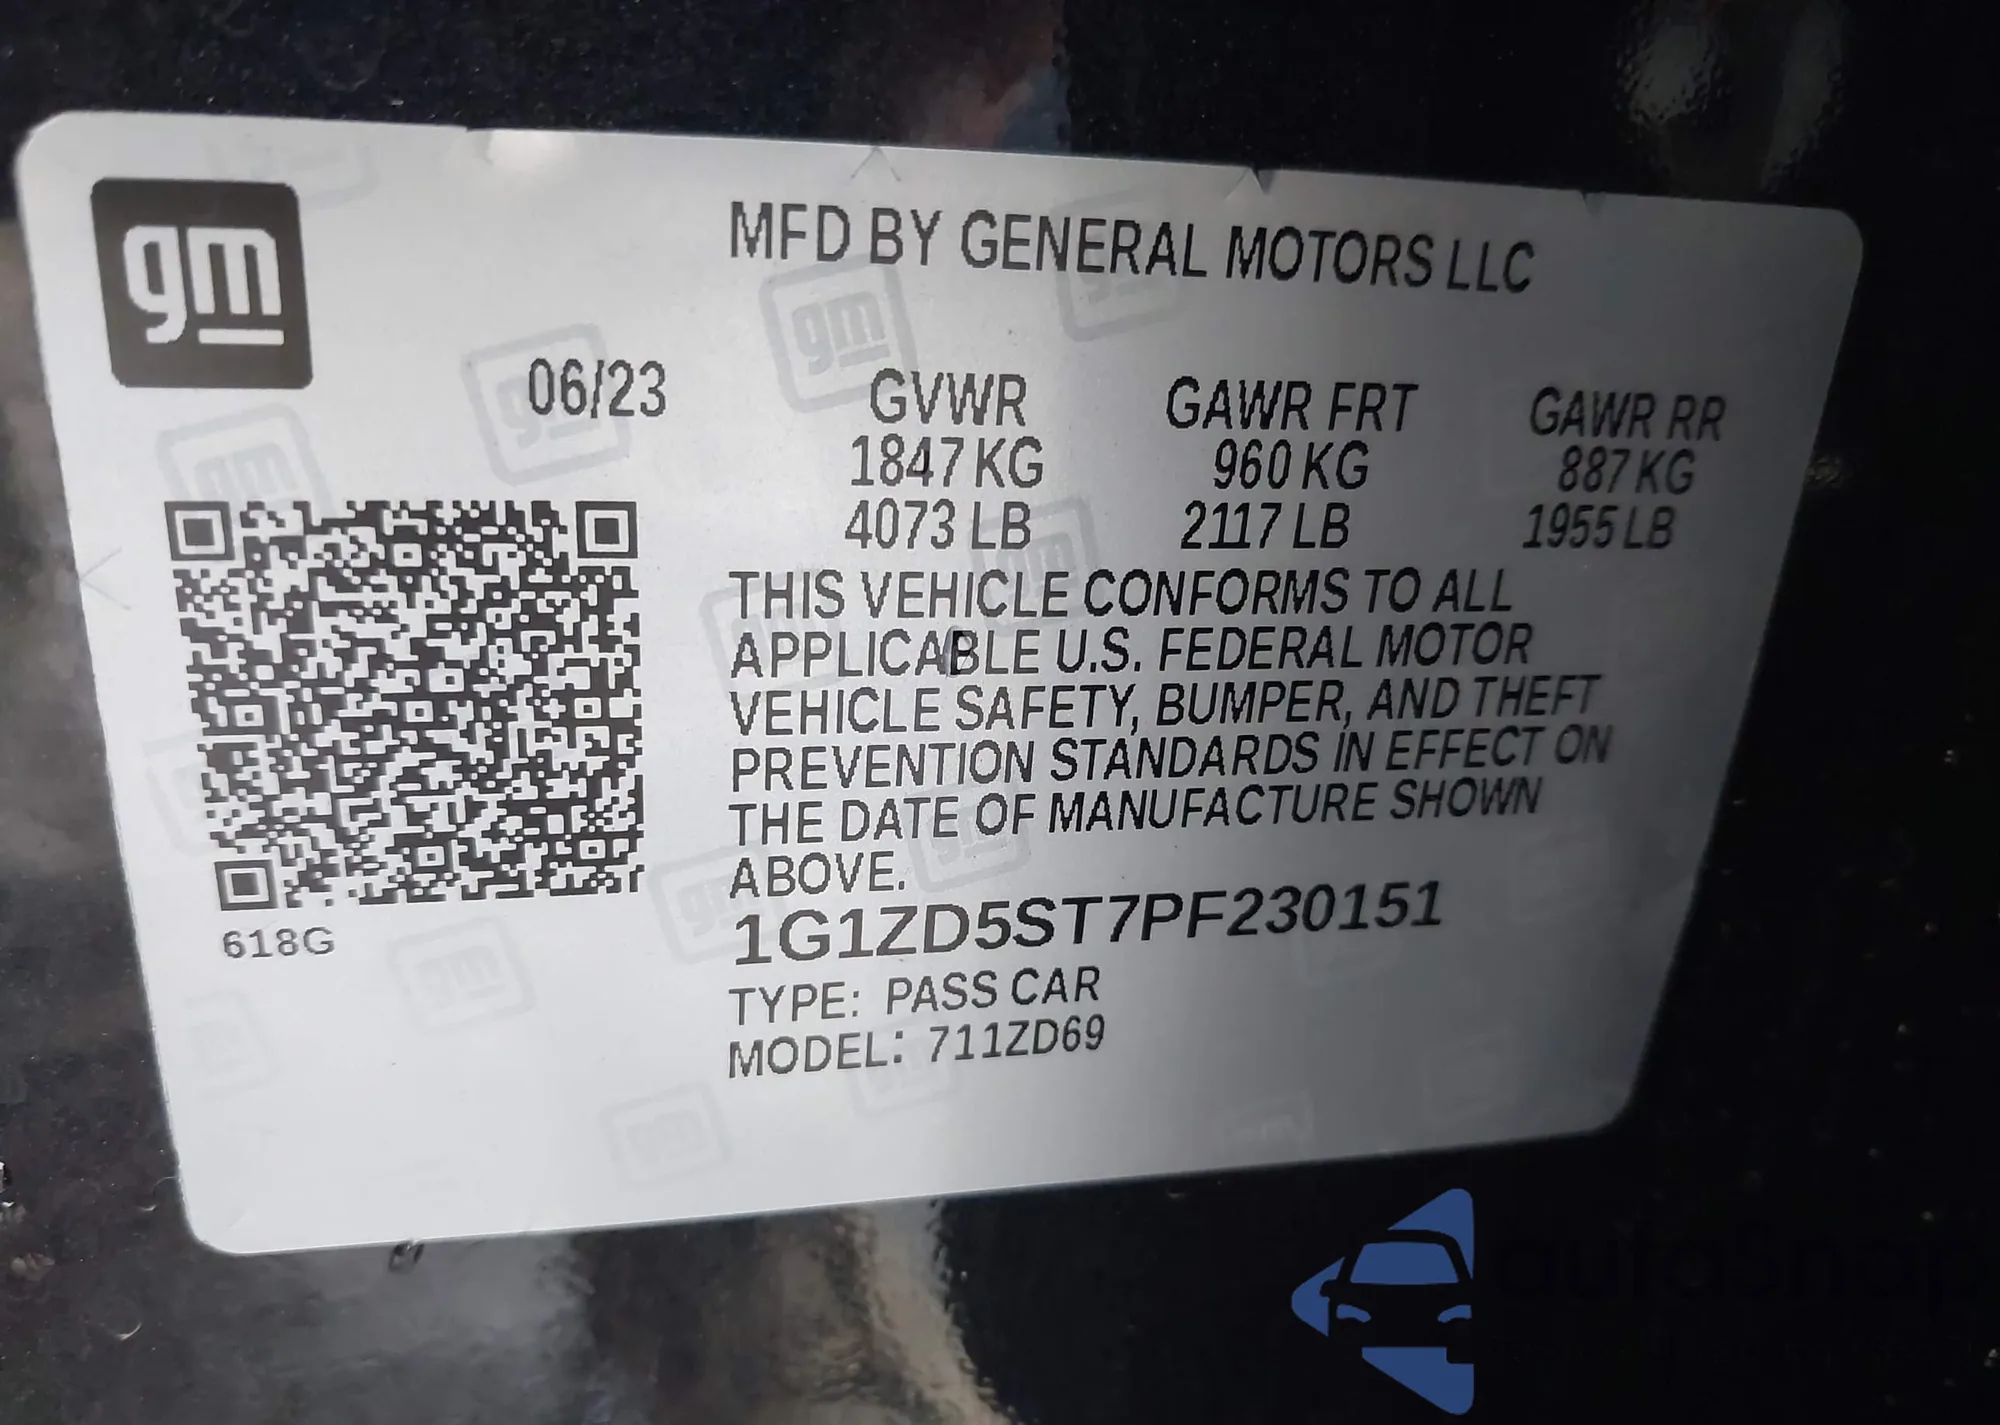 gm
MFD BY GENERAL MOTORS LLC
06/23
GVWR GAWR FRT GAWR RR
1847 KG 960 KG 887 KG
4073 LB 2117 LB 1955 LB
THIS VEHICLE CONFORMS TO ALL
APPLICABLE U.S. FEDERAL MOTOR
VEHICLE SAFETY, BUMPER, AND THEFT
PREVENTION STANDARDS IN EFFECT ON
THE DATE OF MANUFACTURE SHOWN
ABOVE.
1G1ZD5ST7PF230151
618G
TYPE: PASS CAR
MODEL: 711ZD69